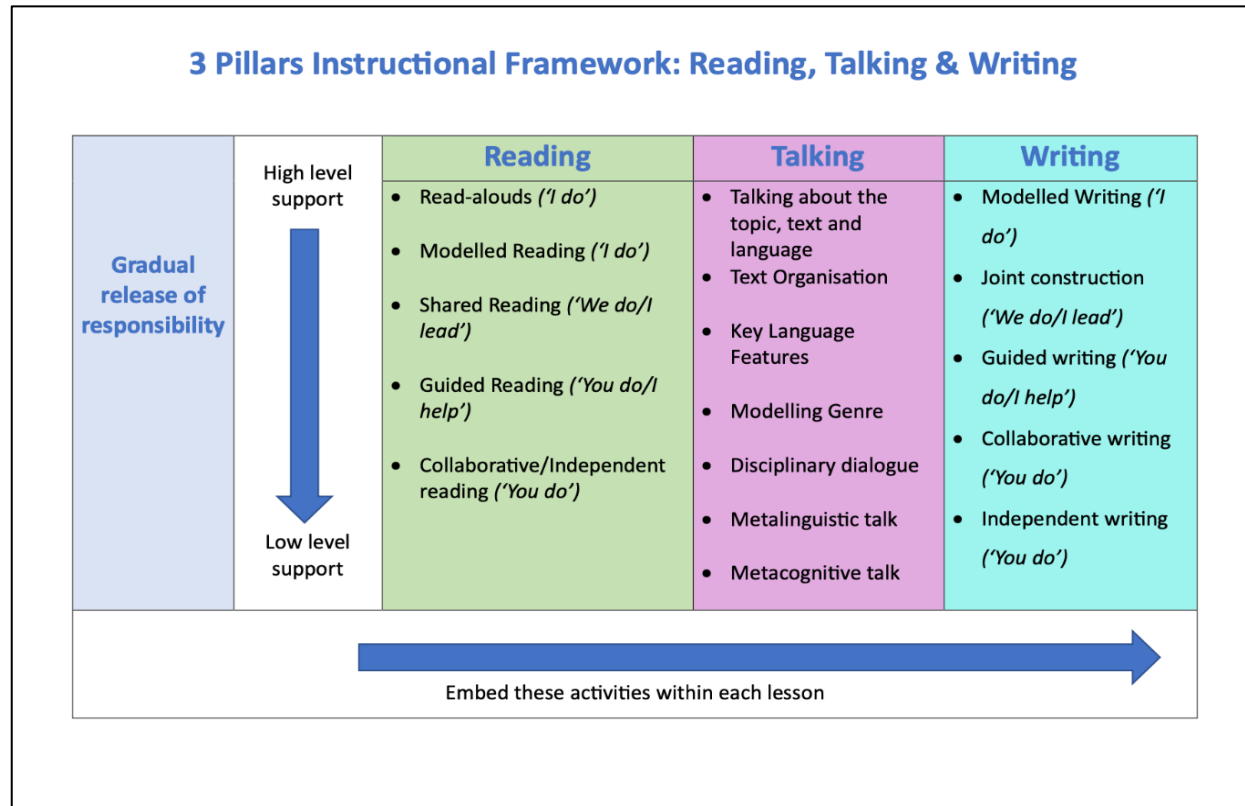 3 Pillars Instructional Framework: Reading, Talking & Writing
Gradual
release of
responsibility
High level
support
Low level
support
Reading
• Read-alouds (‘I do’)
• Modelled Reading (‘I do’)
• Shared Reading (‘We do/I
lead’)
• Guided Reading (‘You do/I
help’)
• Collaborative/Independent
reading (‘You do’)
Talking
• Talking about the
topic, text and
language
• Text Organisation
• Key Language
Features
• Modelling Genre
• Disciplinary dialogue
• Metalinguistic talk
• Metacognitive talk
Writing
• Modelled Writing (‘I
do’)
• Joint construction
(‘We do/I lead’)
• Guided writing (‘You
do/I help’)
• Collaborative writing
(‘You do’)
• Independent writing
(‘You do’)
Embed these activities within each lesson